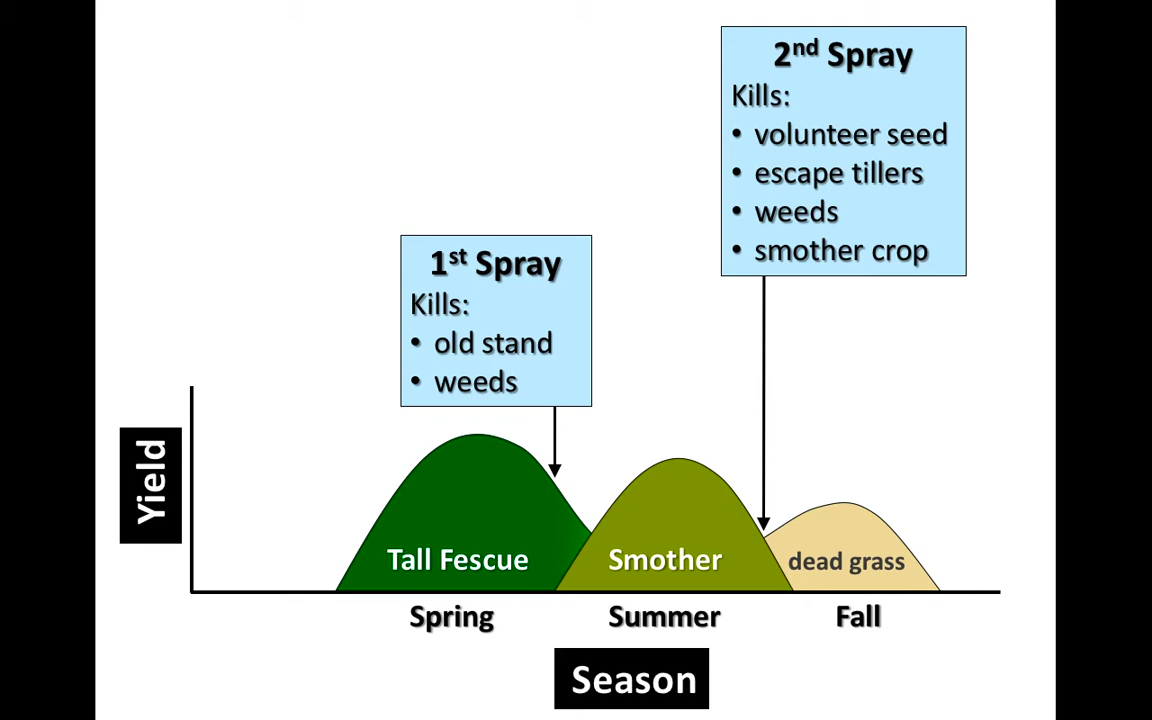 2nd Spray
Kills:
• volunteer seed
• escape tillers
• weeds
• smother crop
1st Spray
Kills:
• old stand
• weeds
Yield
Tall Fescue
Smother
dead grass
Spring
Summer
Fall
Season